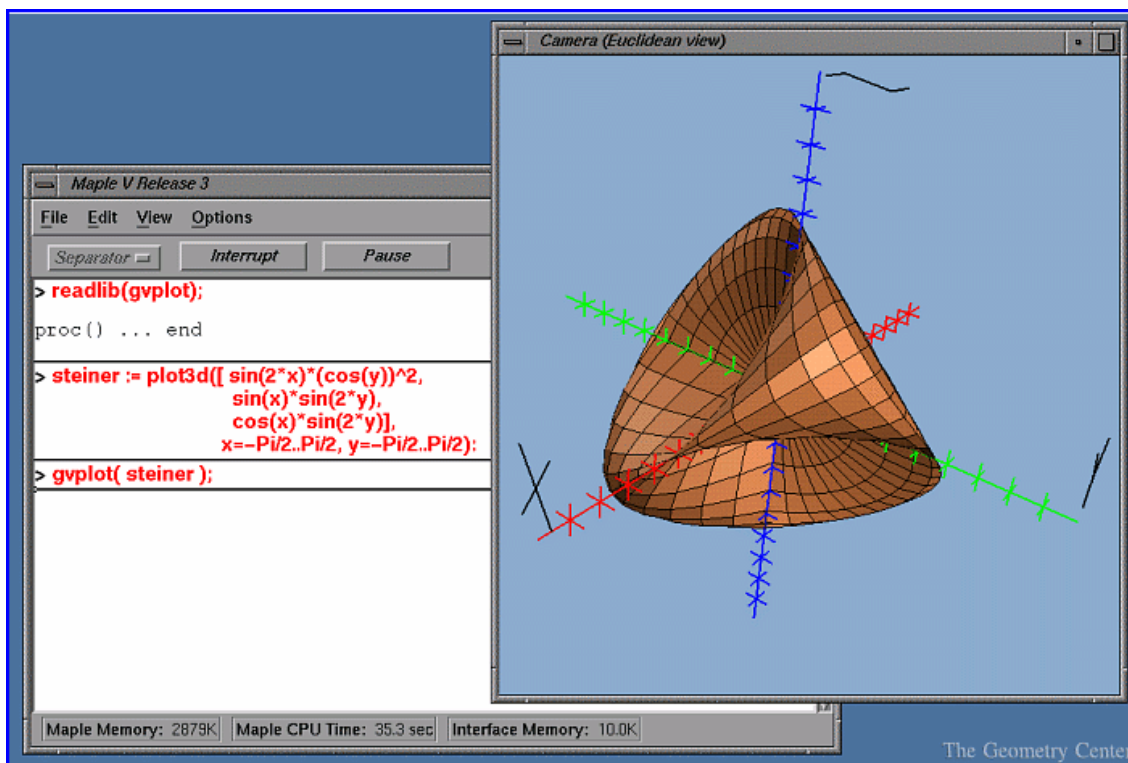 Camera (Euclidean view)
Maple V Release 3
File Edit View Options
Separator Interrupt Pause
> readlib(gvplot);
proc() ... end
> steiner := plot3d([ sin(2*x)*(cos(y))^2,
sin(x)*sin(2*y),
cos(x)*sin(2*y)],
x=-Pi/2..Pi/2, y=-Pi/2..Pi/2):
> gvplot( steiner );
X
Maple Memory: 2879K Maple CPU Time: 35.3 sec Interface Memory: 10.0K
The Geometry Center